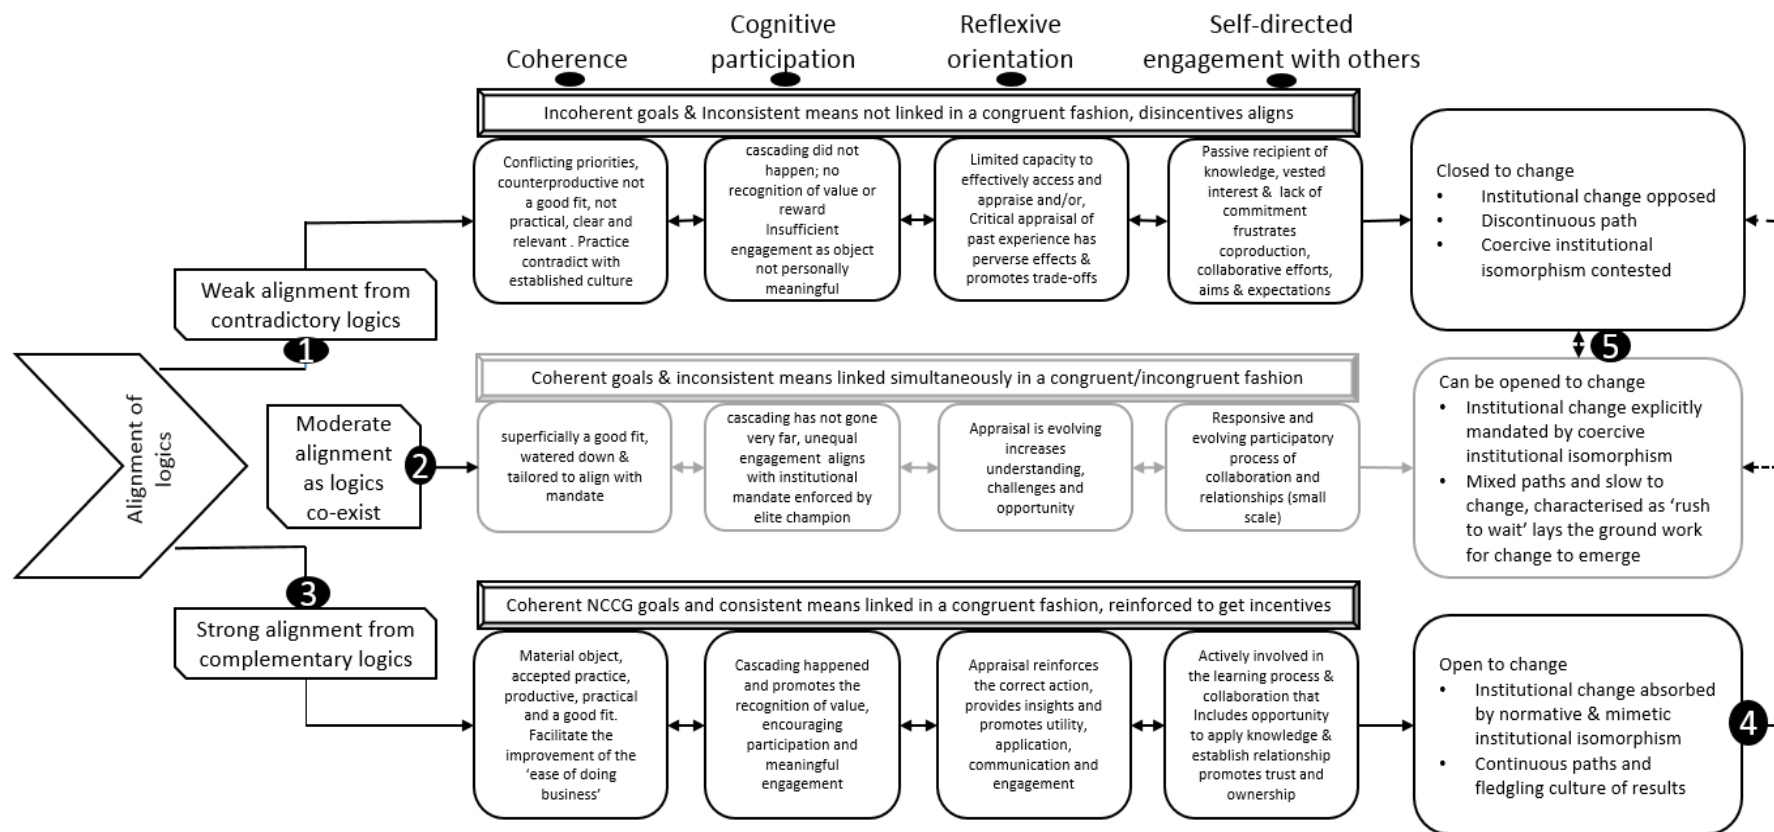 Coherence
Cognitive
participation
Reflexive
orientation
Self-directed
engagement with others
Incoherent goals & Inconsistent means not linked in a congruent fashion, disincentives aligns
Conflicting priorities,
counterproductive not
a good fit, not
practical, clear and
relevant . Practice
contradict with
established culture
cascading did not
happen; no
recognition of value or
reward
Insufficient
engagement as object
not personally
meaningful
Limited capacity to
effectively access and
appraise and/or,
Critical appraisal of
past experience has
perverse effects &
promotes trade-offs
Passive recipient of
knowledge, vested
interest & lack of
commitment
frustrates
coproduction,
collaborative efforts,
aims & expectations
Closed to change
• Institutional change opposed
• Discontinuous path
• Coercive institutional
isomorphism contested
Weak alignment from
contradictory logics
1
5
Alignment of
logics
Moderate
alignment
as logics
co-exist
2
Coherent goals & inconsistent means linked simultaneously in a congruent/incongruent fashion
superficially a good fit,
watered down &
tailored to align with
mandate
cascading has not gone
very far, unequal
engagement aligns
with institutional
mandate enforced by
elite champion
Appraisal is evolving
increases
understanding,
challenges and
opportunity
Responsive and
evolving participatory
process of
collaboration and
relationships (small
scale)
Can be opened to change
• Institutional change explicitly
mandated by coercive
institutional isomorphism
• Mixed paths and slow to
change, characterised as ‘rush
to wait’ lays the ground work
for change to emerge
3
Strong alignment from
complementary logics
Coherent NCCG goals and consistent means linked in a congruent fashion, reinforced to get incentives
Material object,
accepted practice,
productive, practical
and a good fit.
Facilitate the
improvement of the
‘ease of doing
business’
Cascading happened
and promotes the
recognition of value,
encouraging
participation and
meaningful
engagement
Appraisal reinforces
the correct action,
provides insights and
promotes utility,
application,
communication and
engagement
Actively involved in
the learning process &
collaboration that
Includes opportunity
to apply knowledge &
establish relationship
promotes trust and
ownership
Open to change
• Institutional change absorbed
by normative & mimetic
institutional isomorphism
• Continuous paths and
fledgling culture of results
4